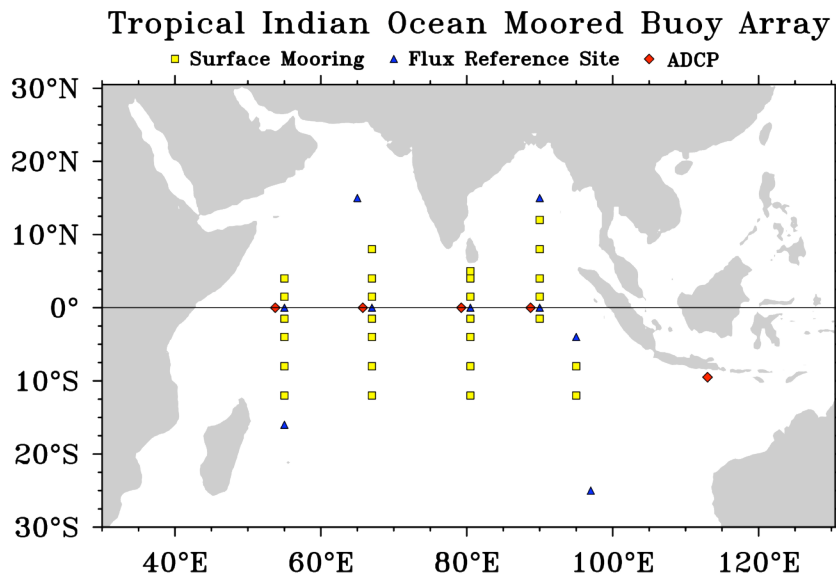 Tropical Indian Ocean Moored Buoy Array
Surface Mooring Flux Reference Site ADCP
30°N
20°N
10°N
0°
10°S
20°S
30°S
40°E 60°E 80°E 100°E 120°E